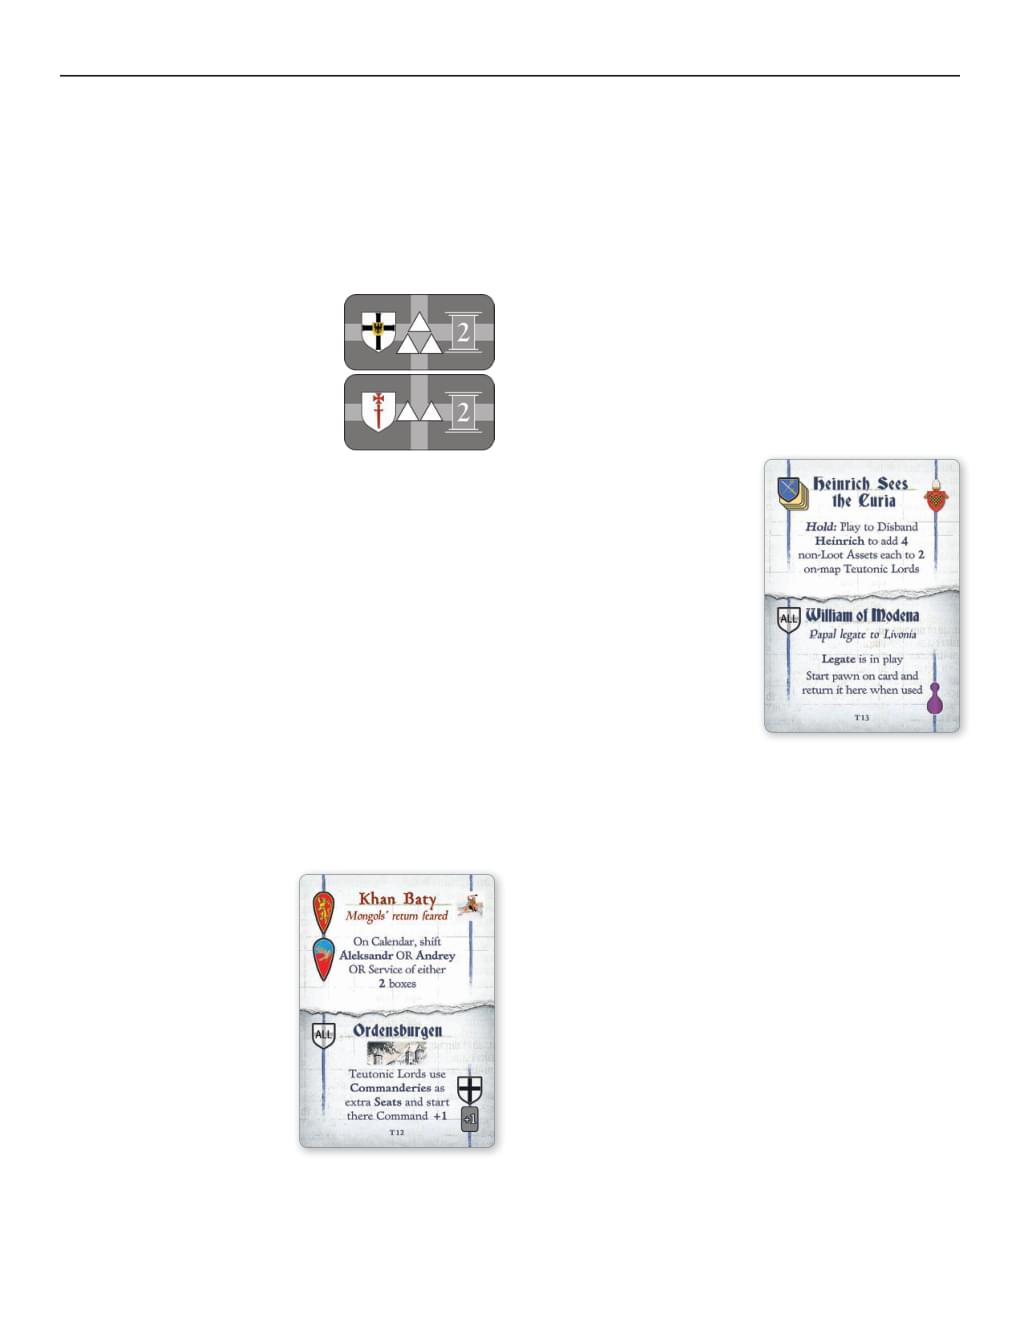 2
2
Heinrich Sees
the Curia
Hold: Play to Disband
Heinrich to add 4
non-Loot Assets each to 2
on-map Teutonic Lords
ALL
William of Modena
Papal legate to Livonia
Legate is in play
Start pawn on card and
return it here when used
T13
Khan Baty
Mongols' return feared
On Calendar, shift
Aleksandr OR Andrey
OR Service of either
2 boxes
ALL
Ordensburgen
Teutonic Lords use
Commanderies as
extra Seats and start
there Command +1
+1
T12